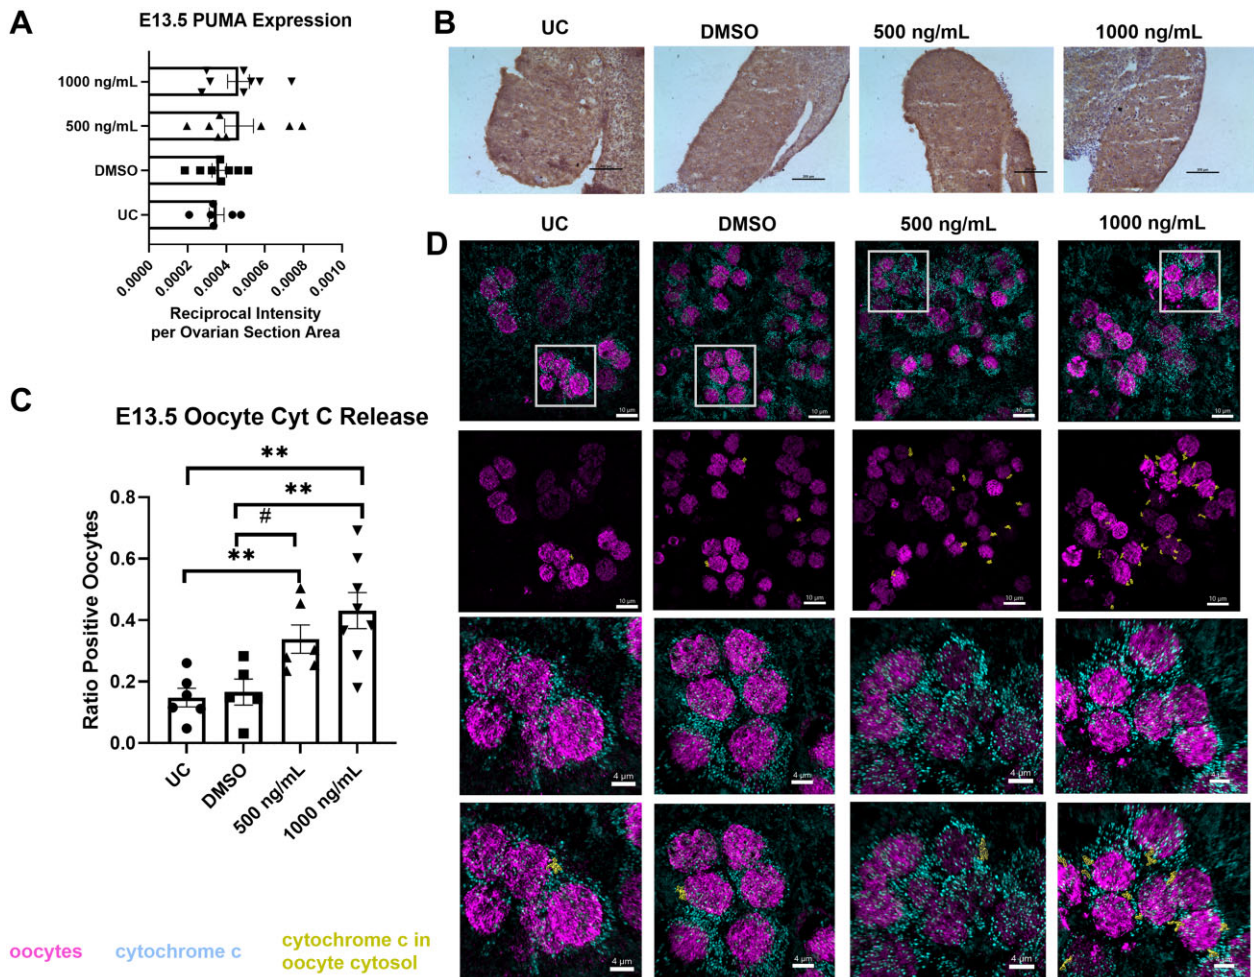 A
E13.5 PUMA Expression
1000 ng/mL
500 ng/mL
DMSO
UC
0.0000
0.0002
0.0004
0.0006
0.0008
0.0010
Reciprocal Intensity
per Ovarian Section Area
B
UC
DMSO
500 ng/mL
1000 ng/mL
C
E13.5 Oocyte Cyt C Release
**
**
#
**
0.8
0.6
0.4
0.2
0.0
Ratio Positive Oocytes
UC
DMSO
500 ng/mL
1000 ng/mL
D
UC
DMSO
500 ng/mL
1000 ng/mL
10 μm
10 μm
10 μm
10 μm
10 μm
10 μm
10 μm
10 μm
4 μm
4 μm
4 μm
4 μm
4 μm
4 μm
4 μm
4 μm
oocytes
cytochrome c
cytochrome c in
oocyte cytosol